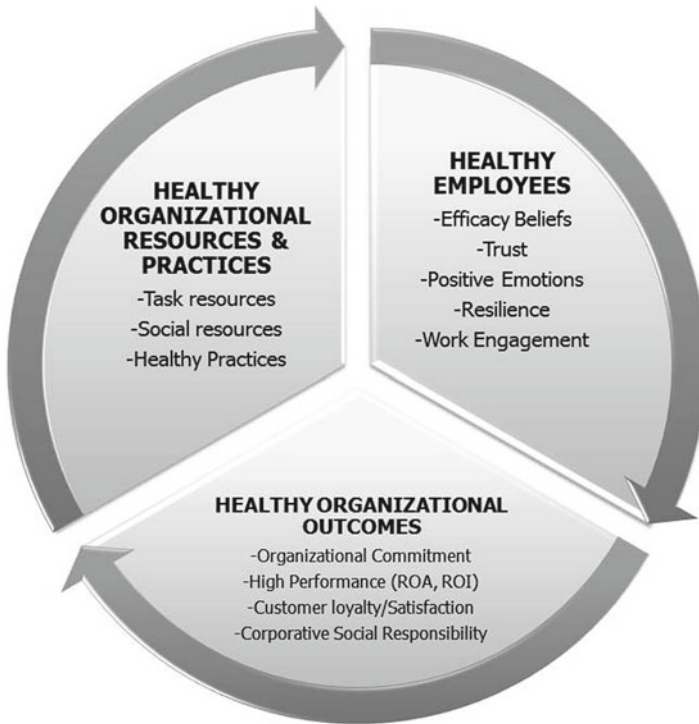 HEALTHY
ORGANIZATIONAL
RESOURCES &
PRACTICES
-Task resources
-Social resources
-Healthy Practices
HEALTHY
EMPLOYEES
-Efficacy Beliefs
-Trust
-Positive Emotions
-Resilience
-Work Engagement
HEALTHY ORGANIZATIONAL
OUTCOMES
-Organizational Commitment
-High Performance (ROA, ROI)
-Customer loyalty/Satisfaction
-Corporative Social Responsibility